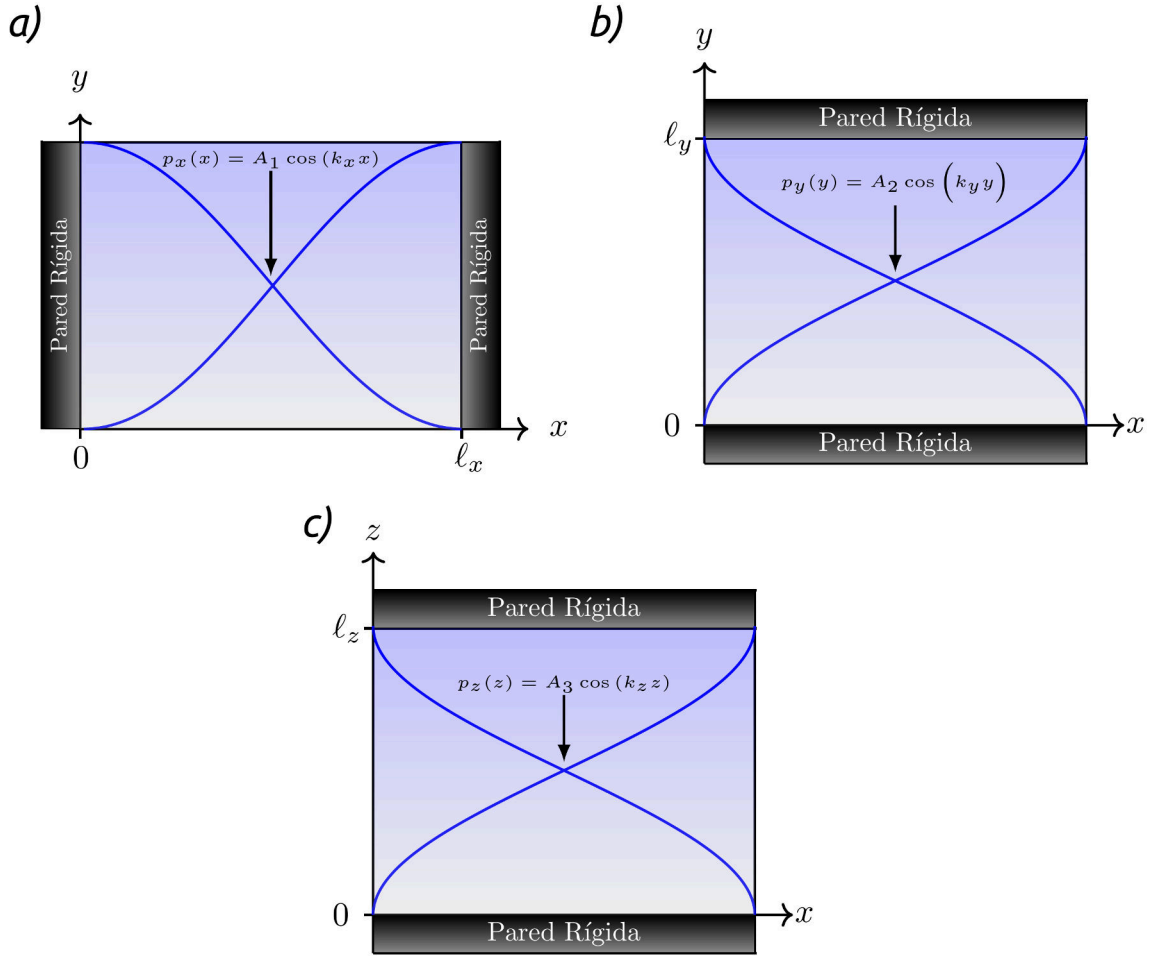 a)
y
p_x(x) = A_1 cos (k_x x)
Pared Rígida
Pared Rígida
0
ℓ_x
x
b)
y
Pared Rígida
ℓ_y
p_y(y) = A_2 cos (k_y y)
0
x
Pared Rígida
c)
z
Pared Rígida
ℓ_z
p_z(z) = A_3 cos (k_z z)
0
x
Pared Rígida